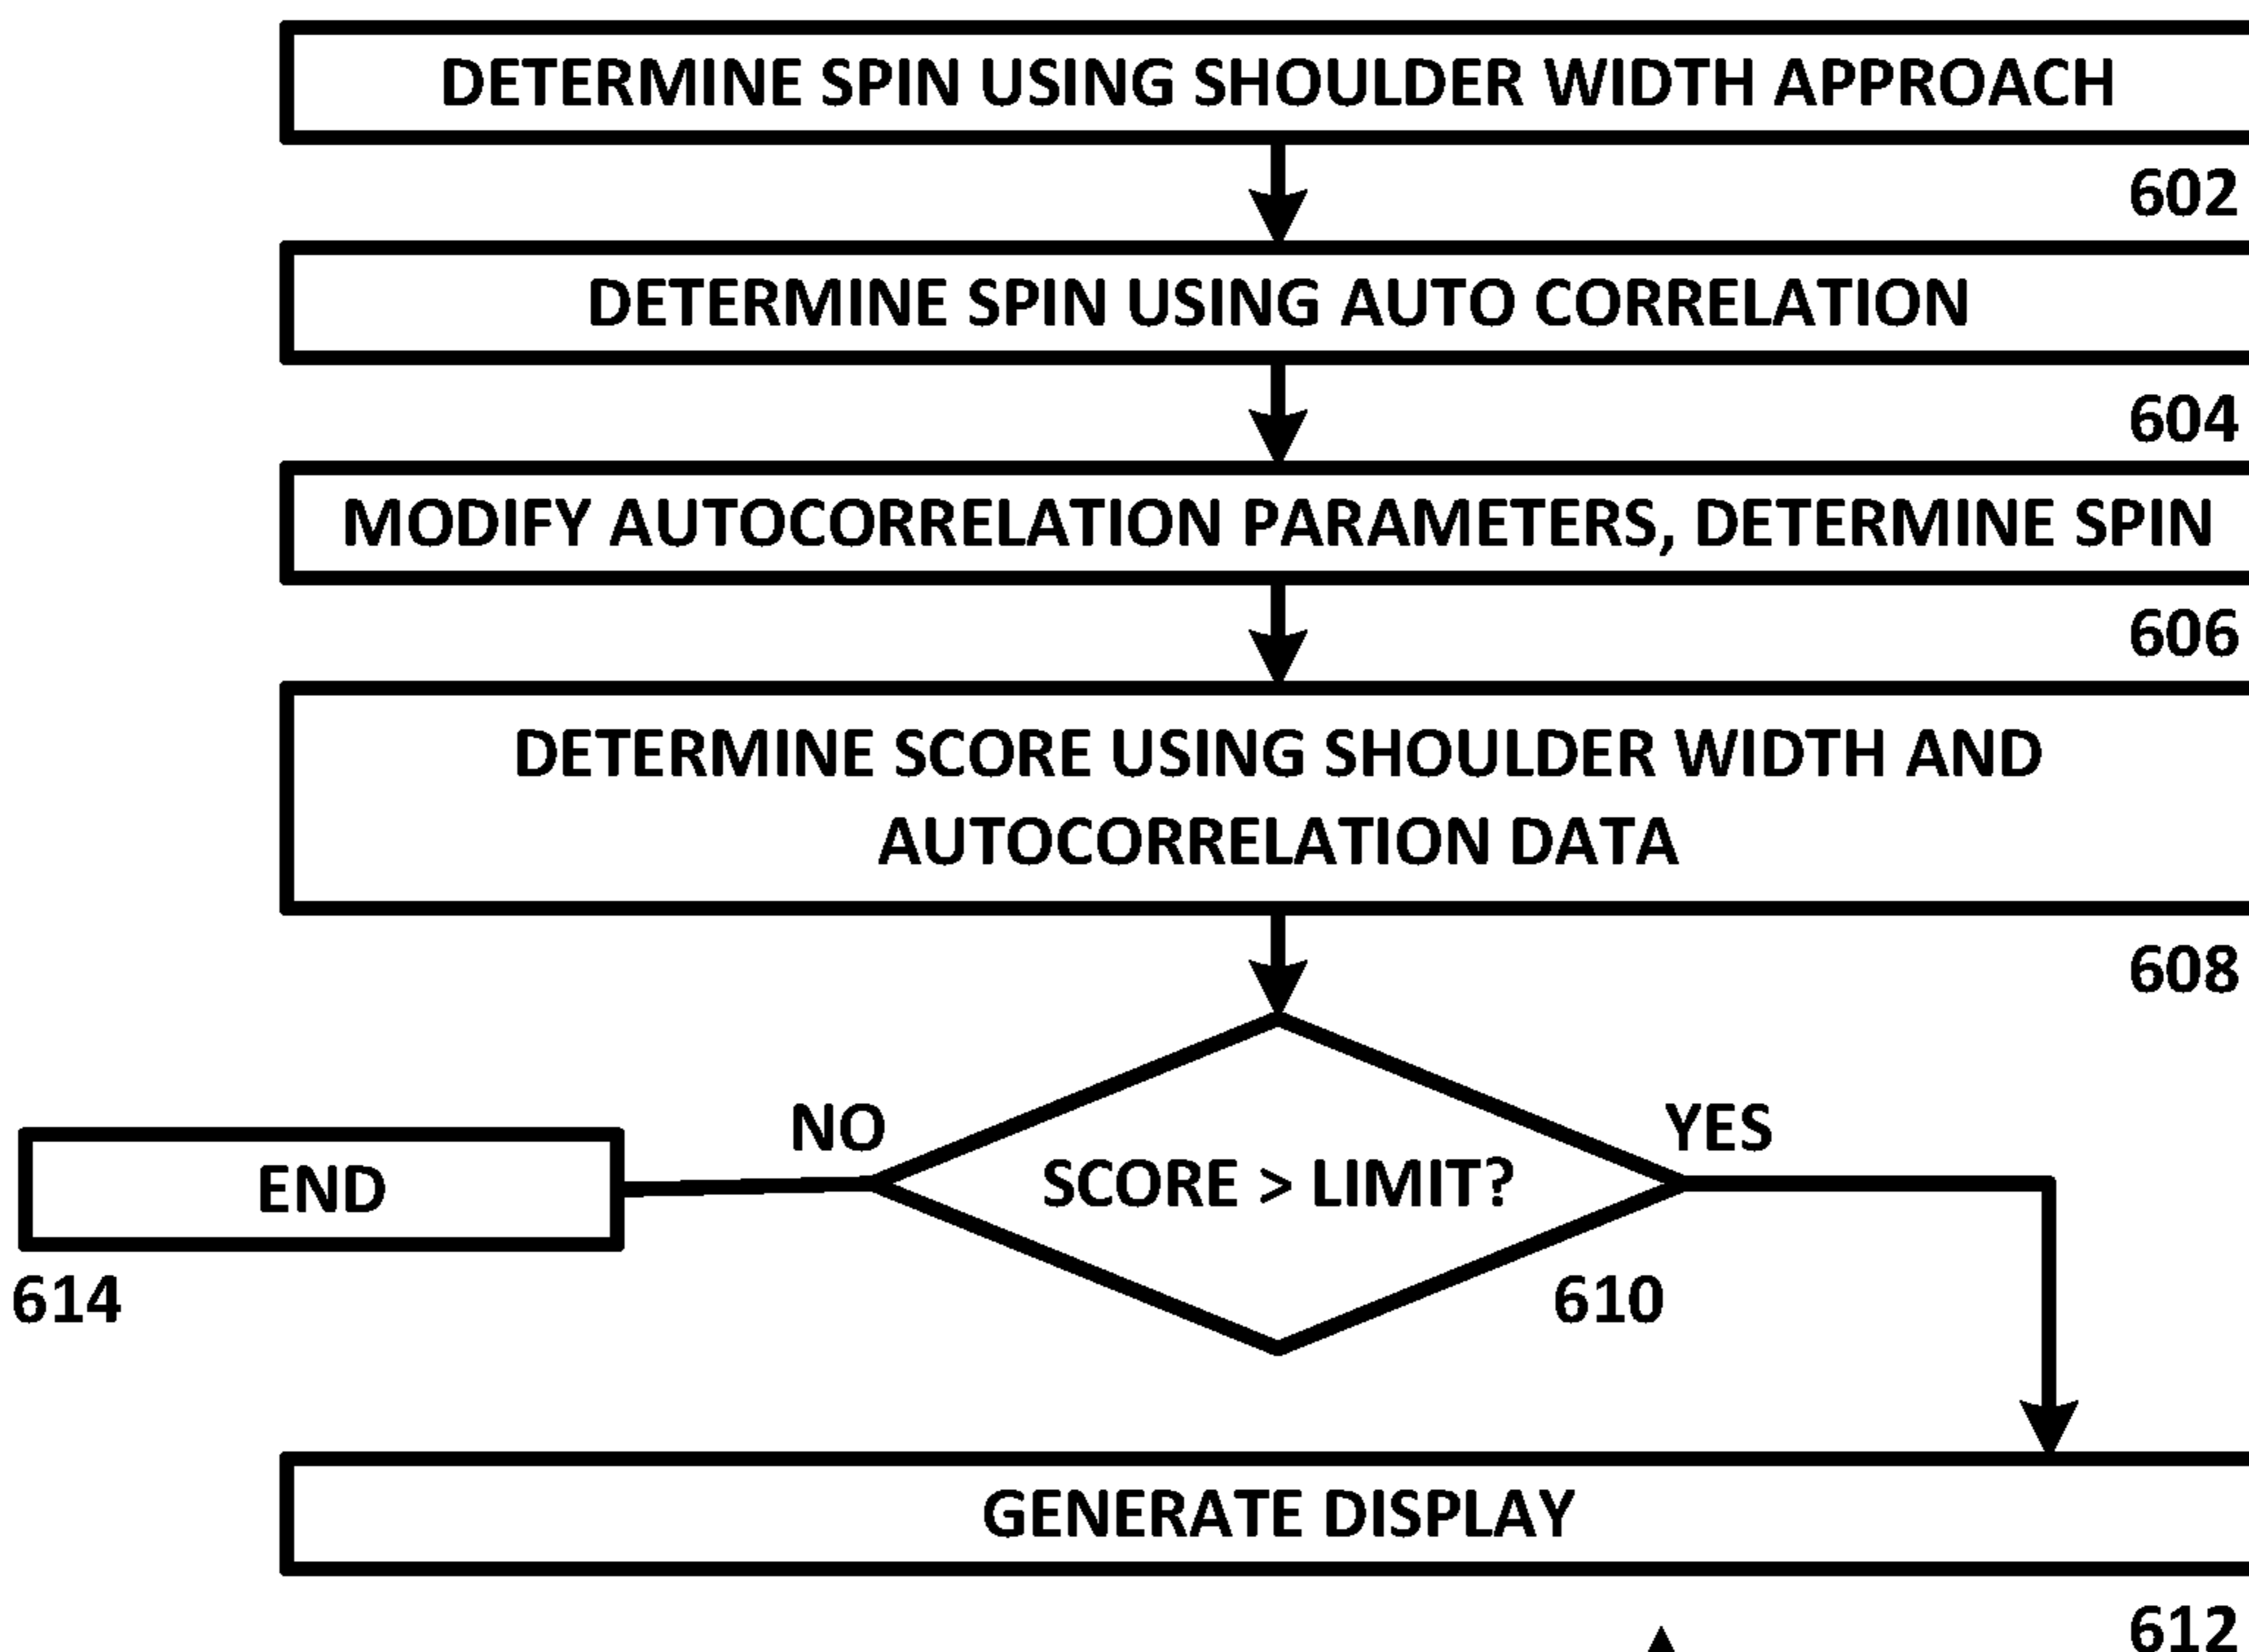 DETERMINE SPIN USING SHOULDER WIDTH APPROACH
602
DETERMINE SPIN USING AUTO CORRELATION
604
MODIFY AUTOCORRELATION PARAMETERS, DETERMINE SPIN
606
DETERMINE SCORE USING SHOULDER WIDTH AND
AUTOCORRELATION DATA
608
NO
YES
END
SCORE > LIMIT?
614
610
GENERATE DISPLAY
612